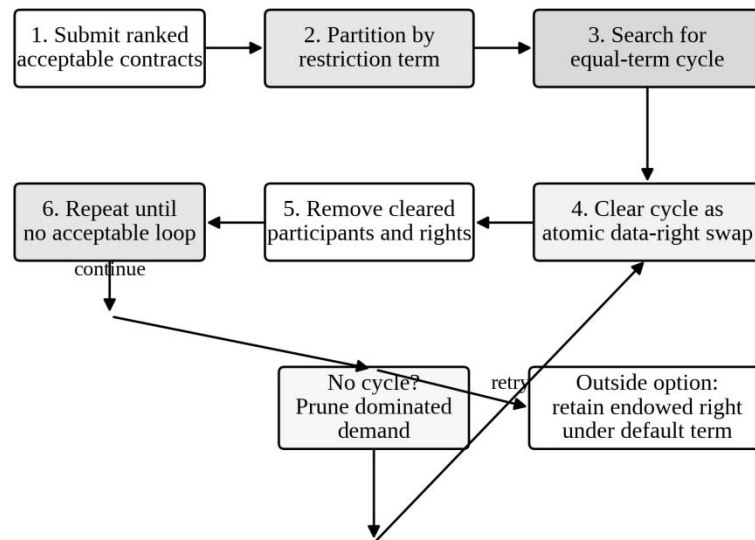 1. Submit ranked
acceptable contracts
2. Partition by
restriction term
3. Search for
equal-term cycle
6. Repeat until
no acceptable loop
5. Remove cleared
participants and rights
4. Clear cycle as
atomic data-right swap
continue
No cycle?
Prune dominated
demand
retry
Outside option:
retain endowed right
under default term